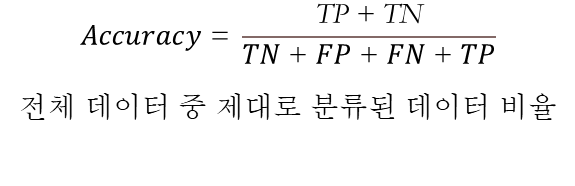 Accuracy = TP + TN / TN + FP + FN + TP
전체 데이터 중 제대로 분류된 데이터 비율